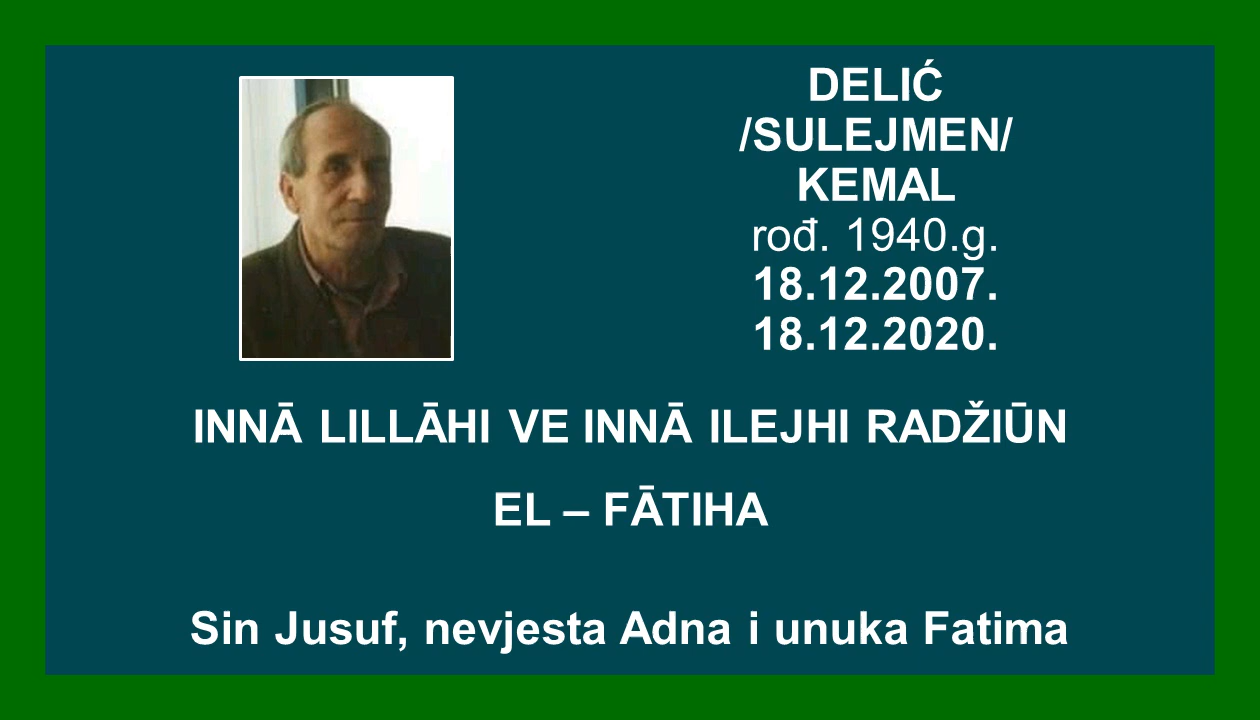 DELIĆ
/SULEJMEN/
KEMAL
rođ. 1940.g.
18.12.2007.
18.12.2020.
INNĀ LILLĀHI VE INNĀ ILEJHI RADŽIŪN
EL – FĀTIHA
Sin Jusuf, nevjesta Adna i unuka Fatima